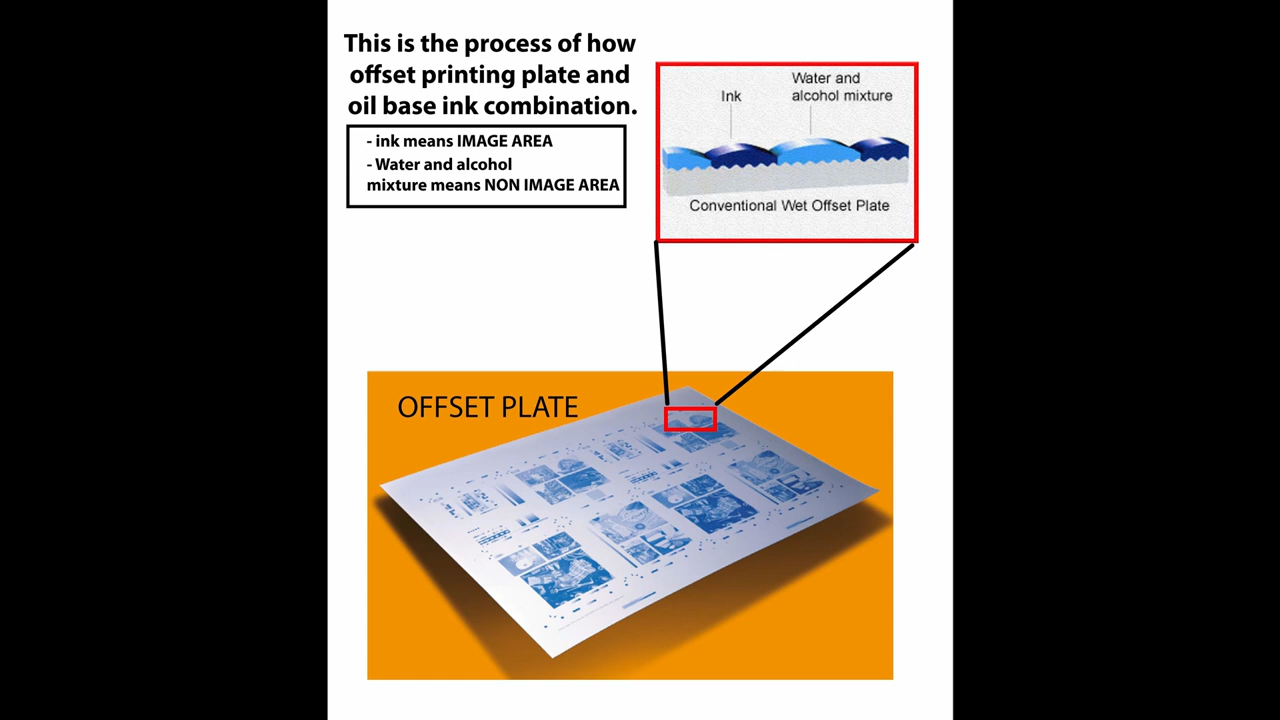 This is the process of how
offset printing plate and
oil base ink combination.
- ink means IMAGE AREA
- Water and alcohol
mixture means NON IMAGE AREA
Ink
Water and
alcohol mixture
Conventional Wet Offset Plate
OFFSET PLATE